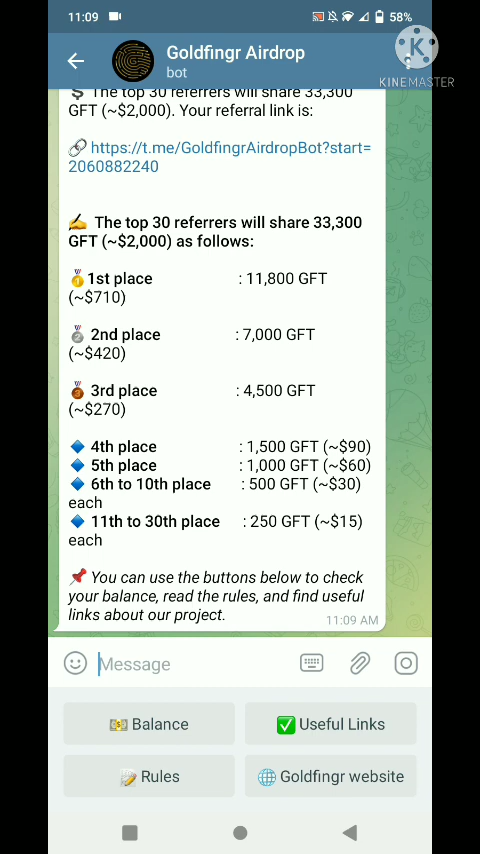 11:09
58%
Goldfingr Airdrop
bot
KINEMASTER
The top 30 referrers will share 33,300
GFT (~$2,000). Your referral link is:
https://t.me/GoldfingrAirdropBot?start=
2060882240
The top 30 referrers will share 33,300
GFT (~$2,000) as follows:
1st place : 11,800 GFT
(~$710)
2nd place : 7,000 GFT
(~$420)
3rd place : 4,500 GFT
(~$270)
4th place : 1,500 GFT (~$90)
5th place : 1,000 GFT (~$60)
6th to 10th place : 500 GFT (~$30)
each
11th to 30th place : 250 GFT (~$15)
each
You can use the buttons below to check
your balance, read the rules, and find useful
links about our project.
11:09 AM
Message
Balance
Useful Links
Rules
Goldfingr website